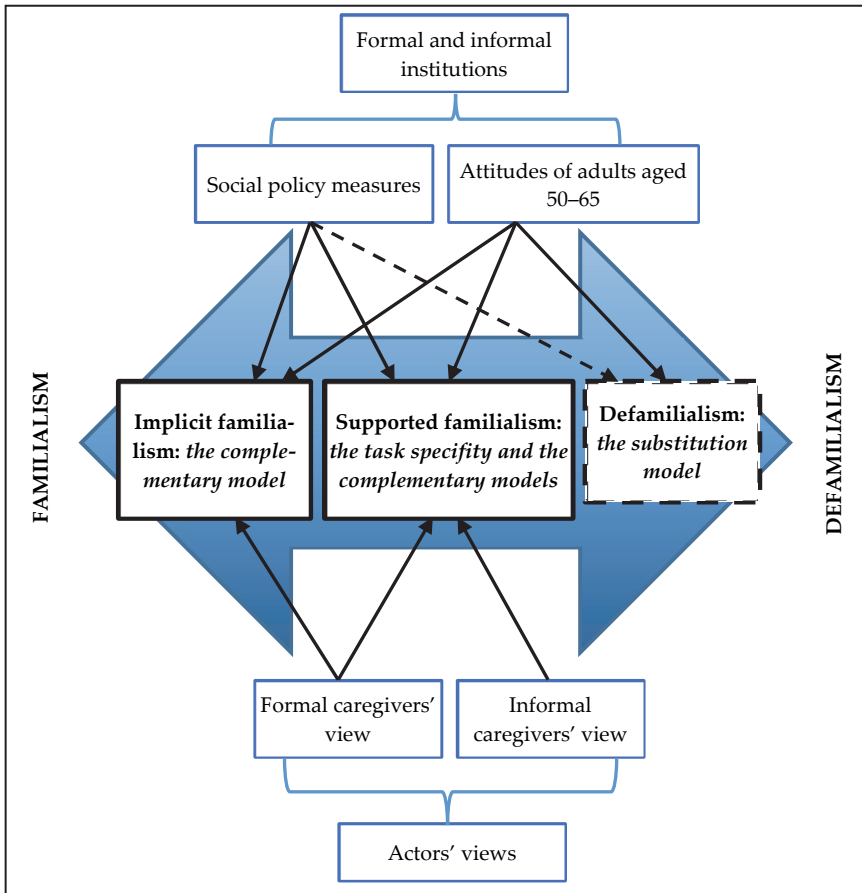 Formal and informal
institutions
Social policy measures
Attitudes of adults aged
50–65
FAMILIALISM
Implicit familia-
lism: the comple-
mentary model
Supported familialism:
the task specifity and the
complementary models
Defamilialism:
the substitution
model
DEFAMILIALISM
Formal caregivers’
view
Informal
caregivers’ view
Actors’ views